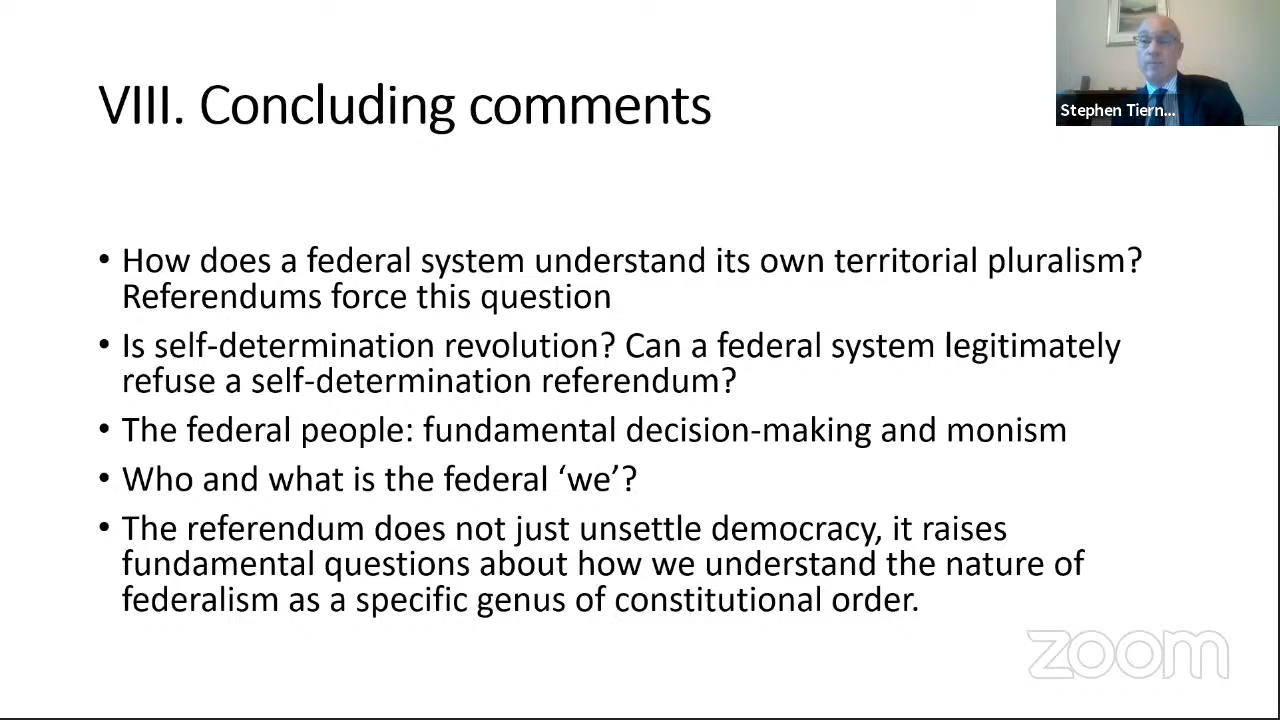 VIII. Concluding comments
Stephen Tiern...
• How does a federal system understand its own territorial pluralism?
Referendums force this question
• Is self-determination revolution? Can a federal system legitimately
refuse a self-determination referendum?
• The federal people: fundamental decision-making and monism
• Who and what is the federal ‘we’?
• The referendum does not just unsettle democracy, it raises
fundamental questions about how we understand the nature of
federalism as a specific genus of constitutional order.
zoom